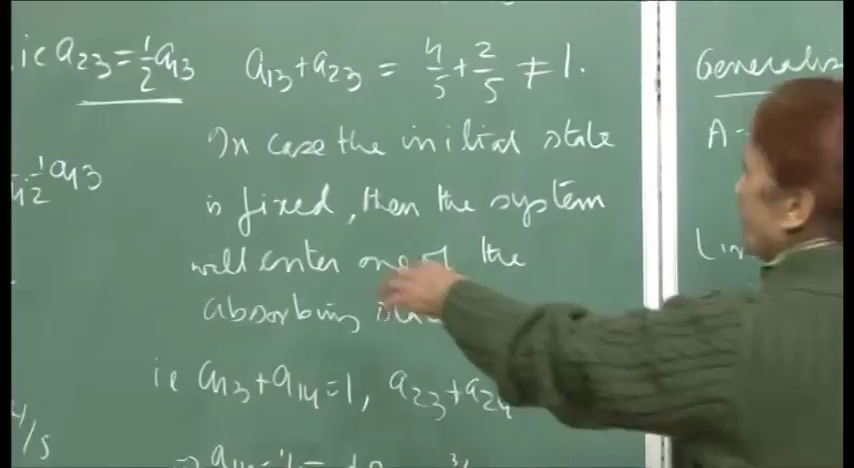 ie a₂₃ = 1/2 a₁₃
a₁₃ + a₂₃ = 4/5 + 2/5 ≠ 1.
1/2 a₁₃
In case the initial state
is fixed, then the system
will enter one of the
absorbing
ie a₁₃ + a₁₄ = 1, a₂₃ + a₂₄
4/5
Generalis
A -